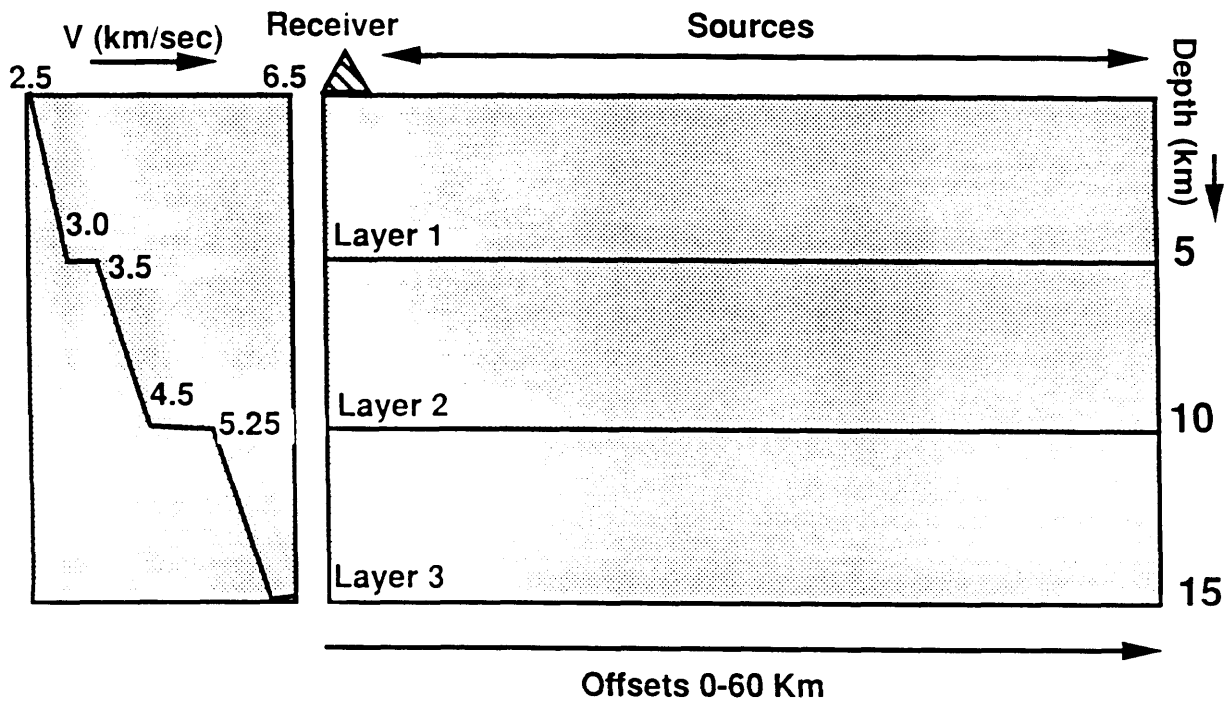 V (km/sec)
2.5
6.5
3.0
3.5
4.5
5.25
Receiver
Sources
Layer 1
Layer 2
Layer 3
Depth (km)
5
10
15
Offsets 0-60 Km